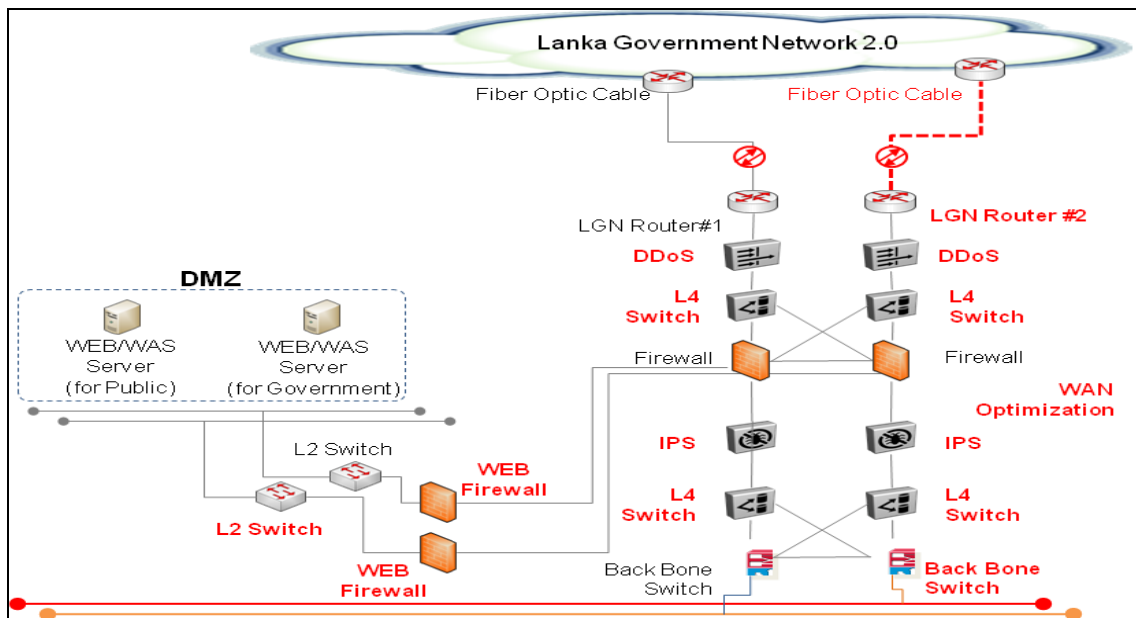 Lanka Government Network 2.0
Fiber Optic Cable
Fiber Optic Cable
LGN Router#1
LGN Router #2
DDoS
DDoS
DMZ
L4
Switch
L4
Switch
WEB/WAS
Server
(for Public)
WEB/WAS
Server
(for Government)
Firewall
Firewall
WAN
Optimization
L2 Switch
IPS
IPS
WEB
Firewall
L2 Switch
L4
Switch
L4
Switch
WEB
Firewall
Back Bone
Switch
Back Bone
Switch